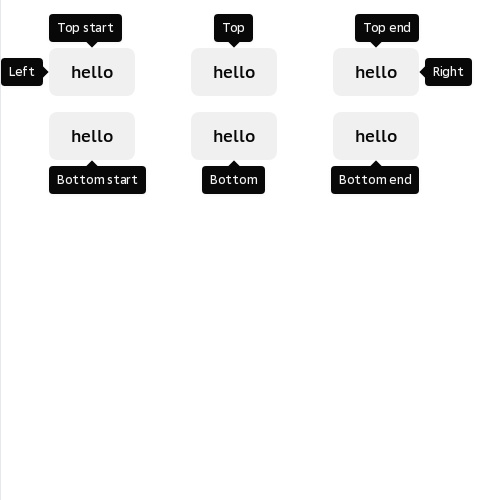 Top start Top Top end
Left hello hello hello Right
hello hello hello
Bottom start Bottom Bottom end